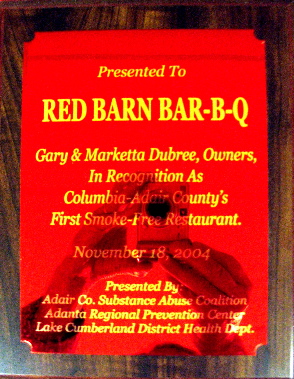 Presented To
RED BARN BAR-B-Q
Gary & Marketta Dubree, Owners,
In Recognition As
Columbia-Adair County's
First Smoke-Free Restaurant.
November 18, 2004
Presented By:
Adair Co. Substance Abuse Coalition
Adanta Regional Prevention Center
Lake Cumberland District Health Dept.